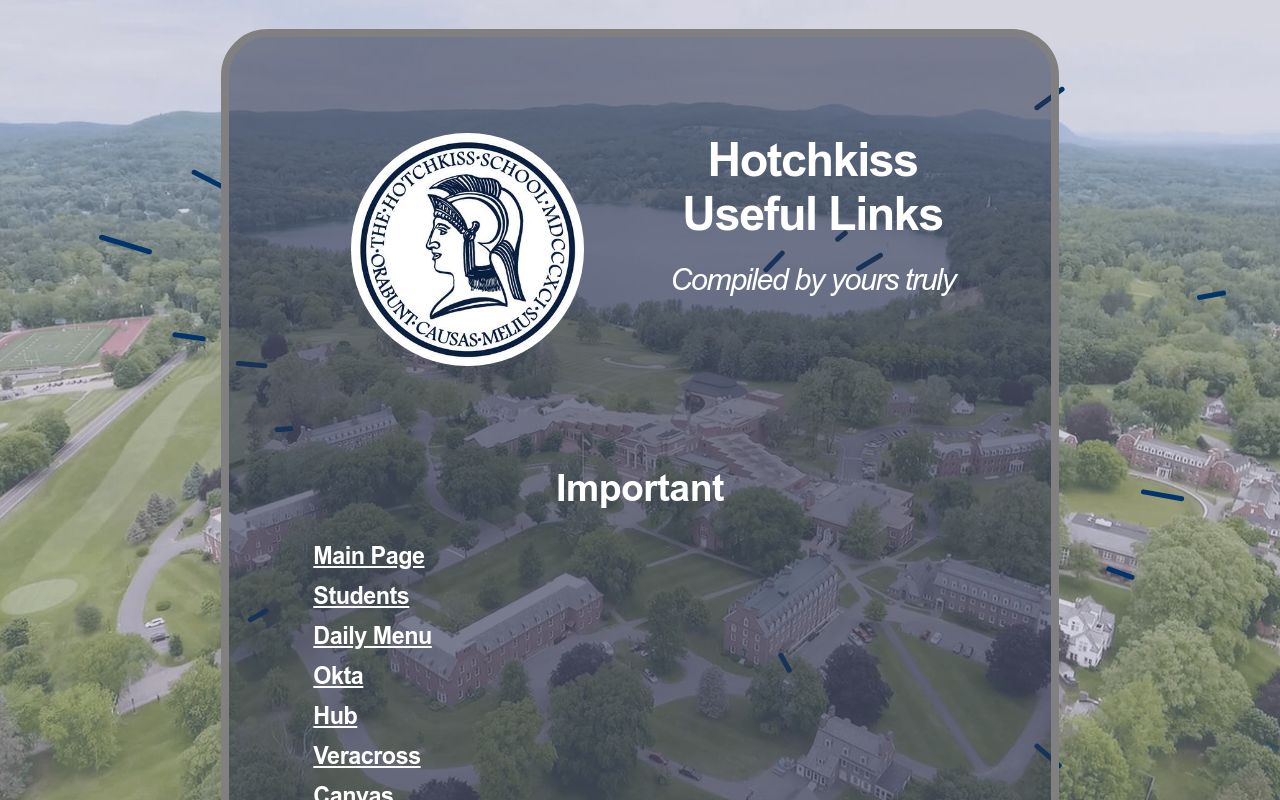 THE·HOTCHKISS·SCHOOL·MDCCCXCI
ORABUNT·CAUSAS·MELIUS·
Hotchkiss
Useful Links
Compiled by yours truly
Important
Main Page
Students
Daily Menu
Okta
Hub
Veracross
Canvas